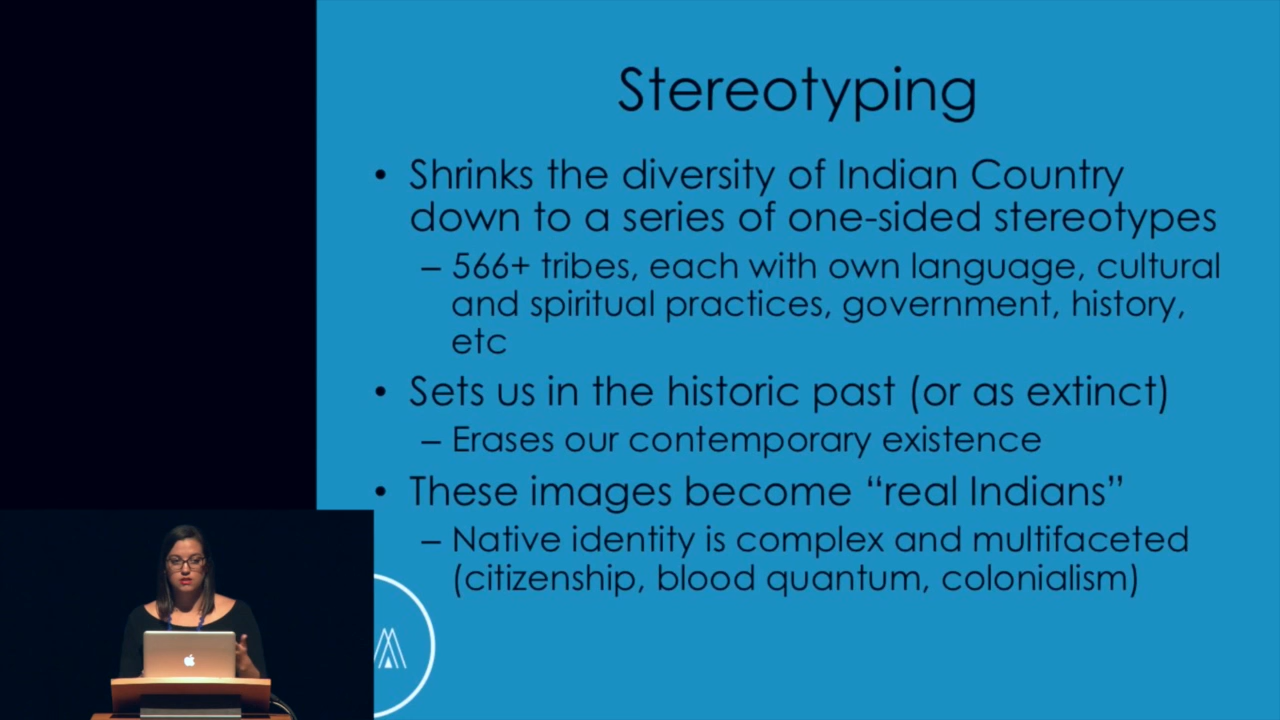 Stereotyping
• Shrinks the diversity of Indian Country
down to a series of one-sided stereotypes
– 566+ tribes, each with own language, cultural
and spiritual practices, government, history,
etc
• Sets us in the historic past (or as extinct)
– Erases our contemporary existence
• These images become “real Indians”
– Native identity is complex and multifaceted
(citizenship, blood quantum, colonialism)